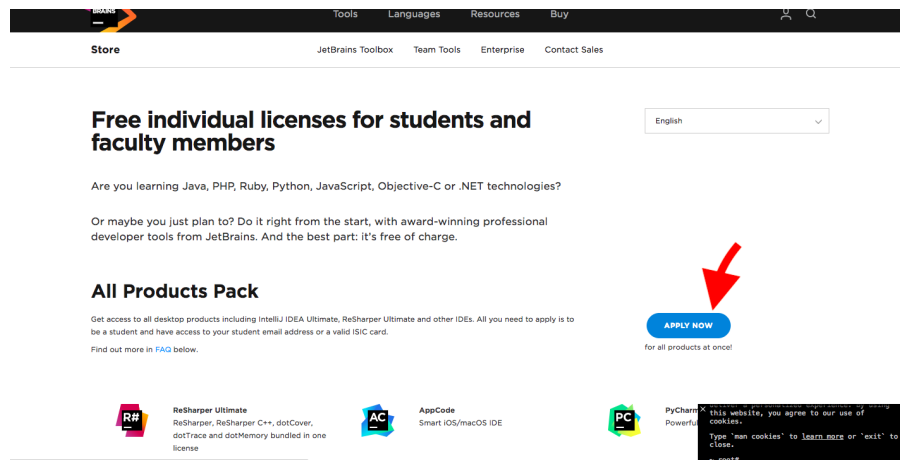 BRAINS
Tools Languages Resources Buy
Store
JetBrains Toolbox Team Tools Enterprise Contact Sales
Free individual licenses for students and
faculty members
English
Are you learning Java, PHP, Ruby, Python, JavaScript, Objective-C or .NET technologies?
Or maybe you just plan to? Do it right from the start, with award-winning professional
developer tools from JetBrains. And the best part: it's free of charge.
All Products Pack
Get access to all desktop products including IntelliJ IDEA Ultimate, ReSharper Ultimate and other IDEs. All you need to apply is to
be a student and have access to your student email address or a valid ISIC card.
Find out more in FAQ below.
APPLY NOW
for all products at once!
R#
ReSharper Ultimate
ReSharper, ReSharper C++, dotCover,
dotTrace and dotMemory bundled in one
license
AC
AppCode
Smart iOS/macOS IDE
PC
PyCharm
Powerful
deliver a personalised experience. By using
this website, you agree to our use of
cookies.
Type `man cookies` to learn more or `exit` to
close.
~ root#